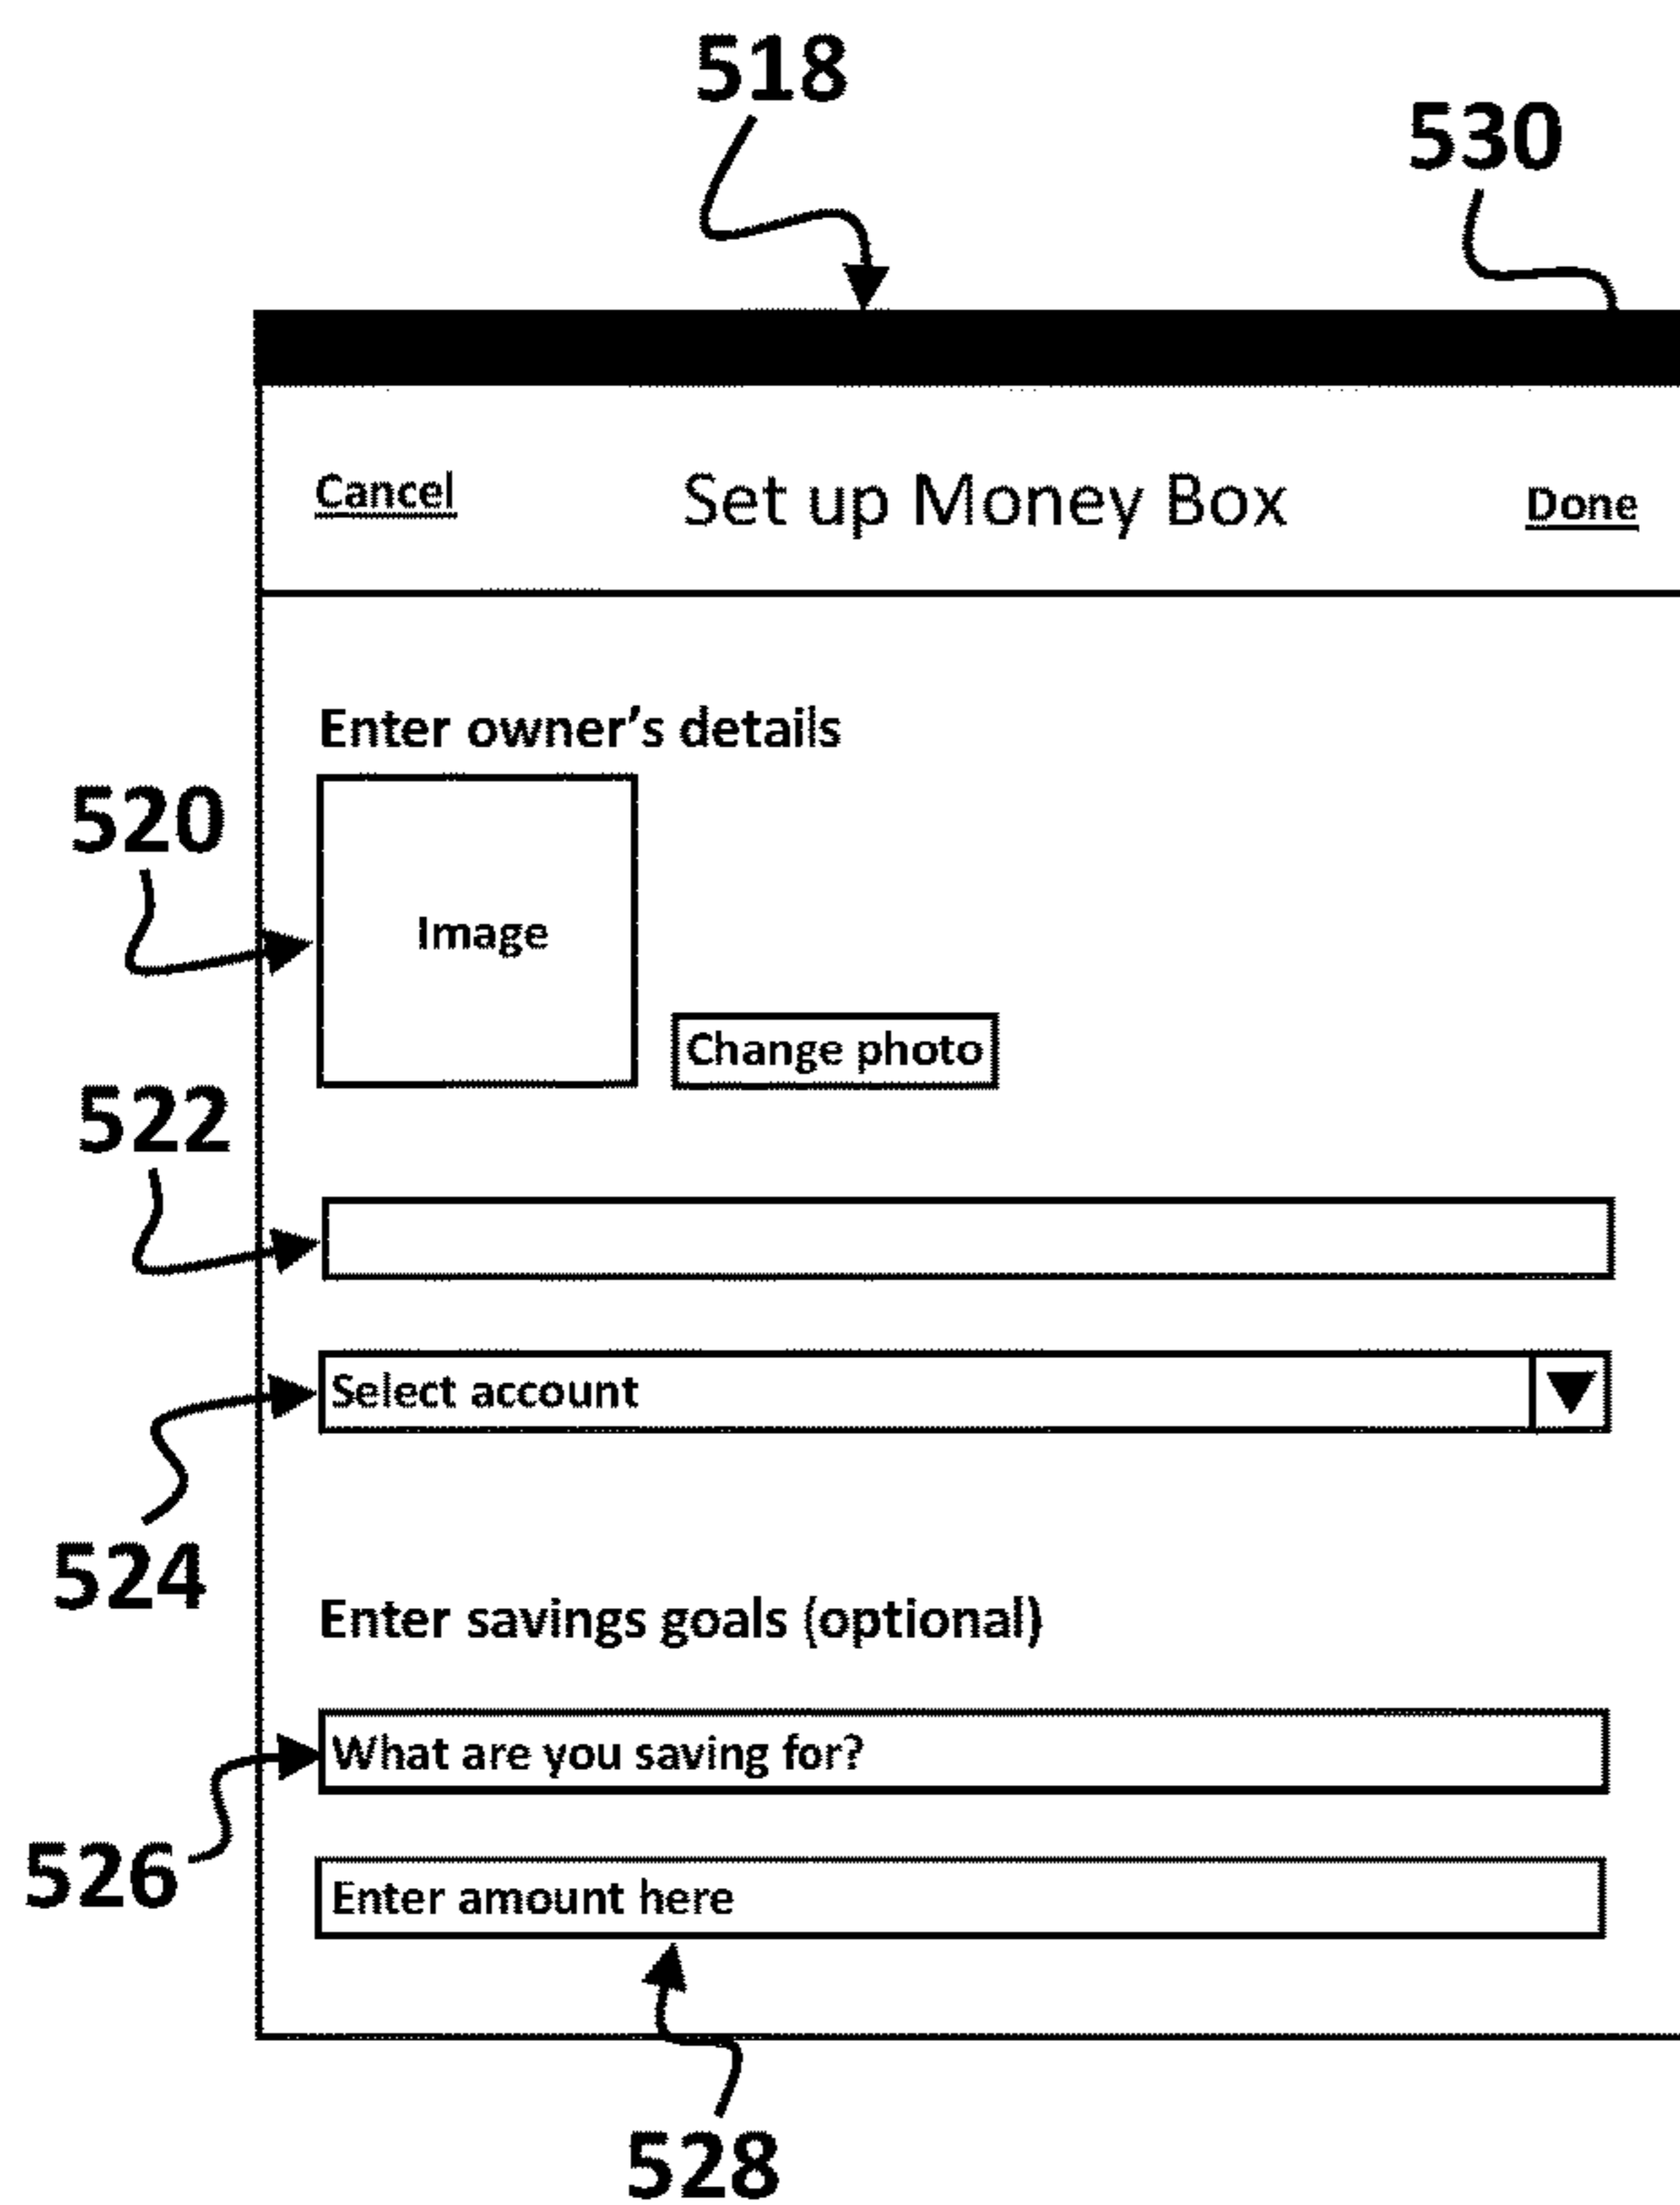 518
530
Cancel Set up Money Box Done
Enter owner's details
520
Image
Change photo
522
Select account
524
Enter savings goals (optional)
What are you saving for?
526
Enter amount here
528